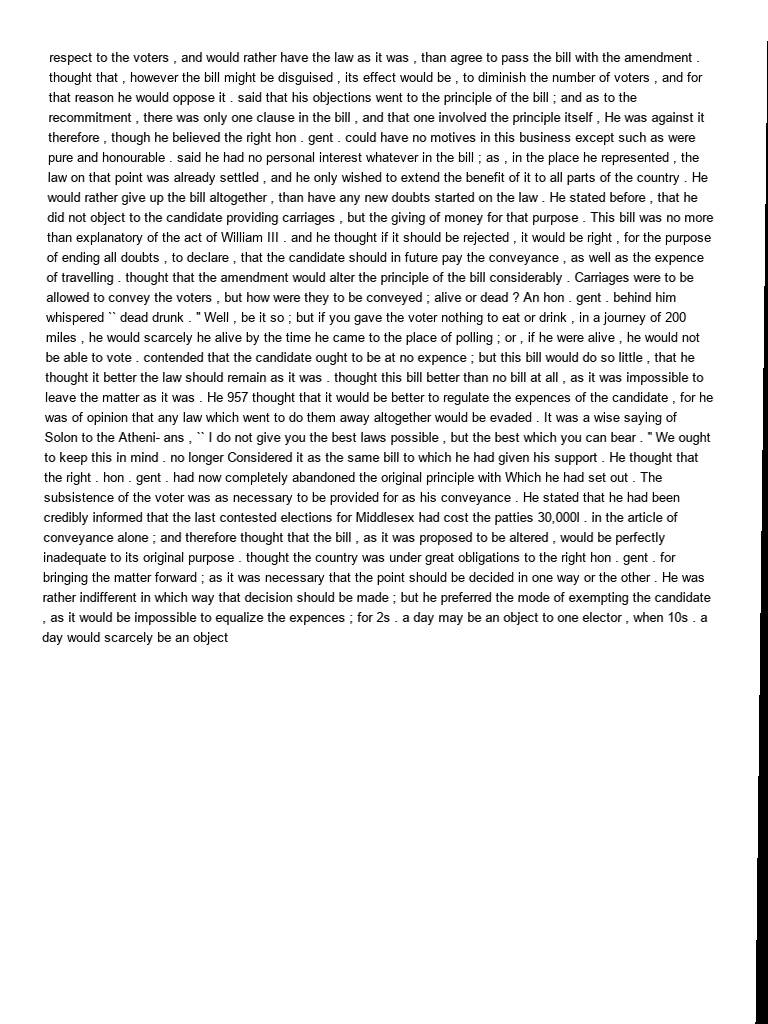 respect to the voters , and would rather have the law as it was , than agree to pass the bill with the amendment .
thought that , however the bill might be disguised , its effect would be , to diminish the number of voters , and for
that reason he would oppose it . said that his objections went to the principle of the bill ; and as to the
recommitment , there was only one clause in the bill , and that one involved the principle itself , He was against it
therefore , though he believed the right hon . gent . could have no motives in this business except such as were
pure and honourable . said he had no personal interest whatever in the bill ; as , in the place he represented , the
law on that point was already settled , and he only wished to extend the benefit of it to all parts of the country . He
would rather give up the bill altogether , than have any new doubts started on the law . He stated before , that he
did not object to the candidate providing carriages , but the giving of money for that purpose . This bill was no more
than explanatory of the act of William III . and he thought if it should be rejected , it would be right , for the purpose
of ending all doubts , to declare , that the candidate should in future pay the conveyance , as well as the expence
of travelling . thought that the amendment would alter the principle of the bill considerably . Carriages were to be
allowed to convey the voters , but how were they to be conveyed ; alive or dead ? An hon . gent . behind him
whispered `` dead drunk . " Well , be it so ; but if you gave the voter nothing to eat or drink , in a journey of 200
miles , he would scarcely he alive by the time he came to the place of polling ; or , if he were alive , he would not
be able to vote . contended that the candidate ought to be at no expence ; but this bill would do so little , that he
thought it better the law should remain as it was . thought this bill better than no bill at all , as it was impossible to
leave the matter as it was . He 957 thought that it would be better to regulate the expences of the candidate , for he
was of opinion that any law which went to do them away altogether would be evaded . It was a wise saying of
Solon to the Atheni- ans , `` I do not give you the best laws possible , but the best which you can bear . " We ought
to keep this in mind . no longer Considered it as the same bill to which he had given his support . He thought that
the right . hon . gent . had now completely abandoned the original principle with Which he had set out . The
subsistence of the voter was as necessary to be provided for as his conveyance . He stated that he had been
credibly informed that the last contested elections for Middlesex had cost the patties 30,000l . in the article of
conveyance alone ; and therefore thought that the bill , as it was proposed to be altered , would be perfectly
inadequate to its original purpose . thought the country was under great obligations to the right hon . gent . for
bringing the matter forward ; as it was necessary that the point should be decided in one way or the other . He was
rather indifferent in which way that decision should be made ; but he preferred the mode of exempting the candidate
, as it would be impossible to equalize the expences ; for 2s . a day may be an object to one elector , when 10s . a
day would scarcely be an object